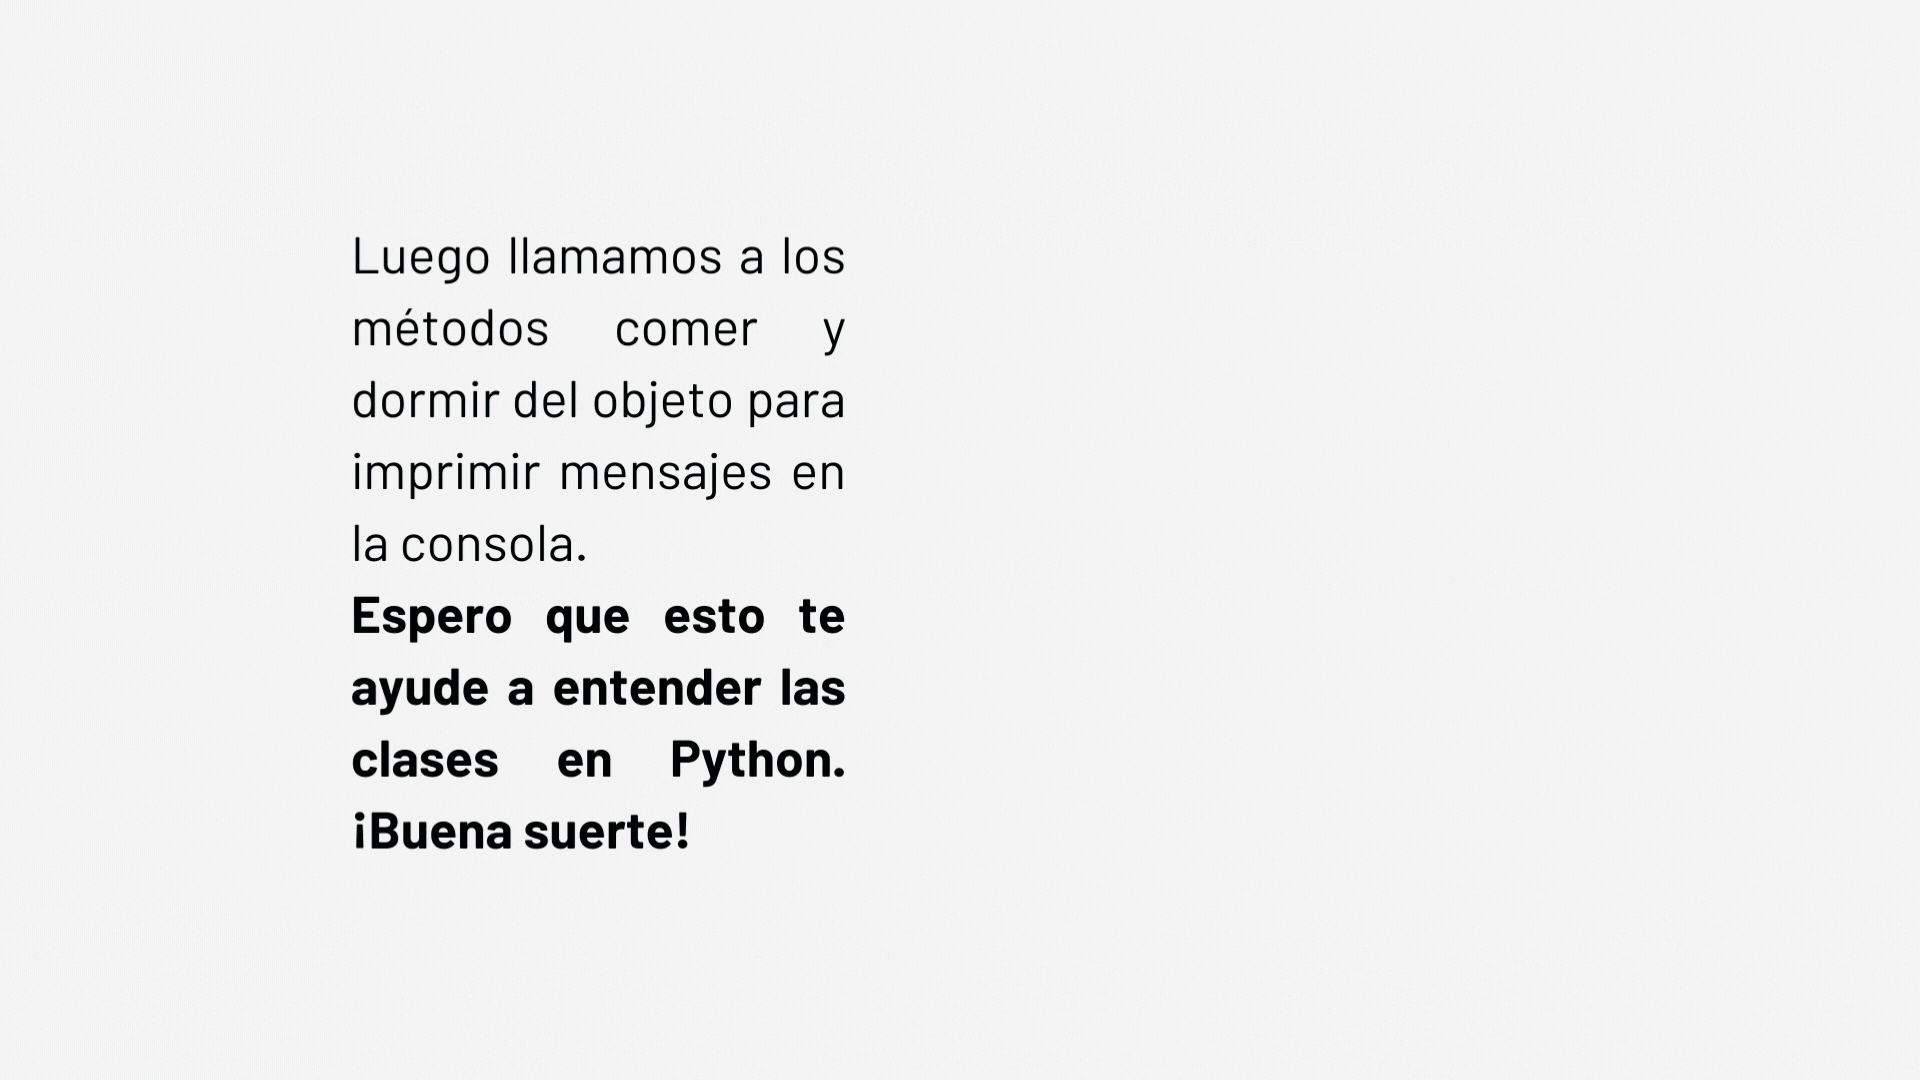 Luego llamamos a los
métodos comer y
dormir del objeto para
imprimir mensajes en
la consola.
Espero que esto te
ayude a entender las
clases en Python.
¡Buena suerte!